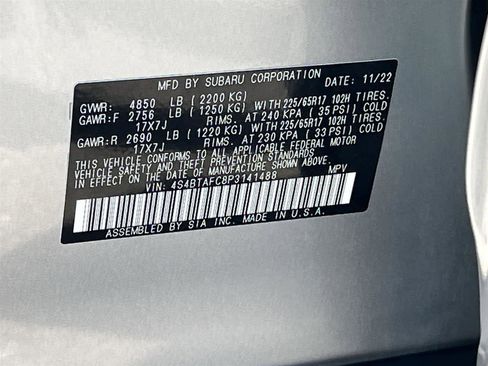 MFD BY SUBARU CORPORATION DATE: 11/22
GVWR: 4850 LB (2200 KG)
GAWR:F 2756 LB (1250 KG) WITH 225/65R17 102H TIRES.
17X7J RIMS. AT 240 KPA (35 PSI) COLD
GAWR:R 2690 LB (1220 KG) WITH 225/65R17 102H TIRES.
17X7J RIMS. AT 230 KPA (33 PSI) COLD
THIS VEHICLE CONFORMS TO ALL APPLICABLE FEDERAL MOTOR
VEHICLE SAFETY AND THEFT PREVENTION STANDARDS
IN EFFECT ON THE DATE OF MANUFACTURE SHOWN ABOVE.
VIN: 4S4BTAFC8P3141488 MPV
ASSEMBLED BY SIA INC. MADE IN U.S.A.